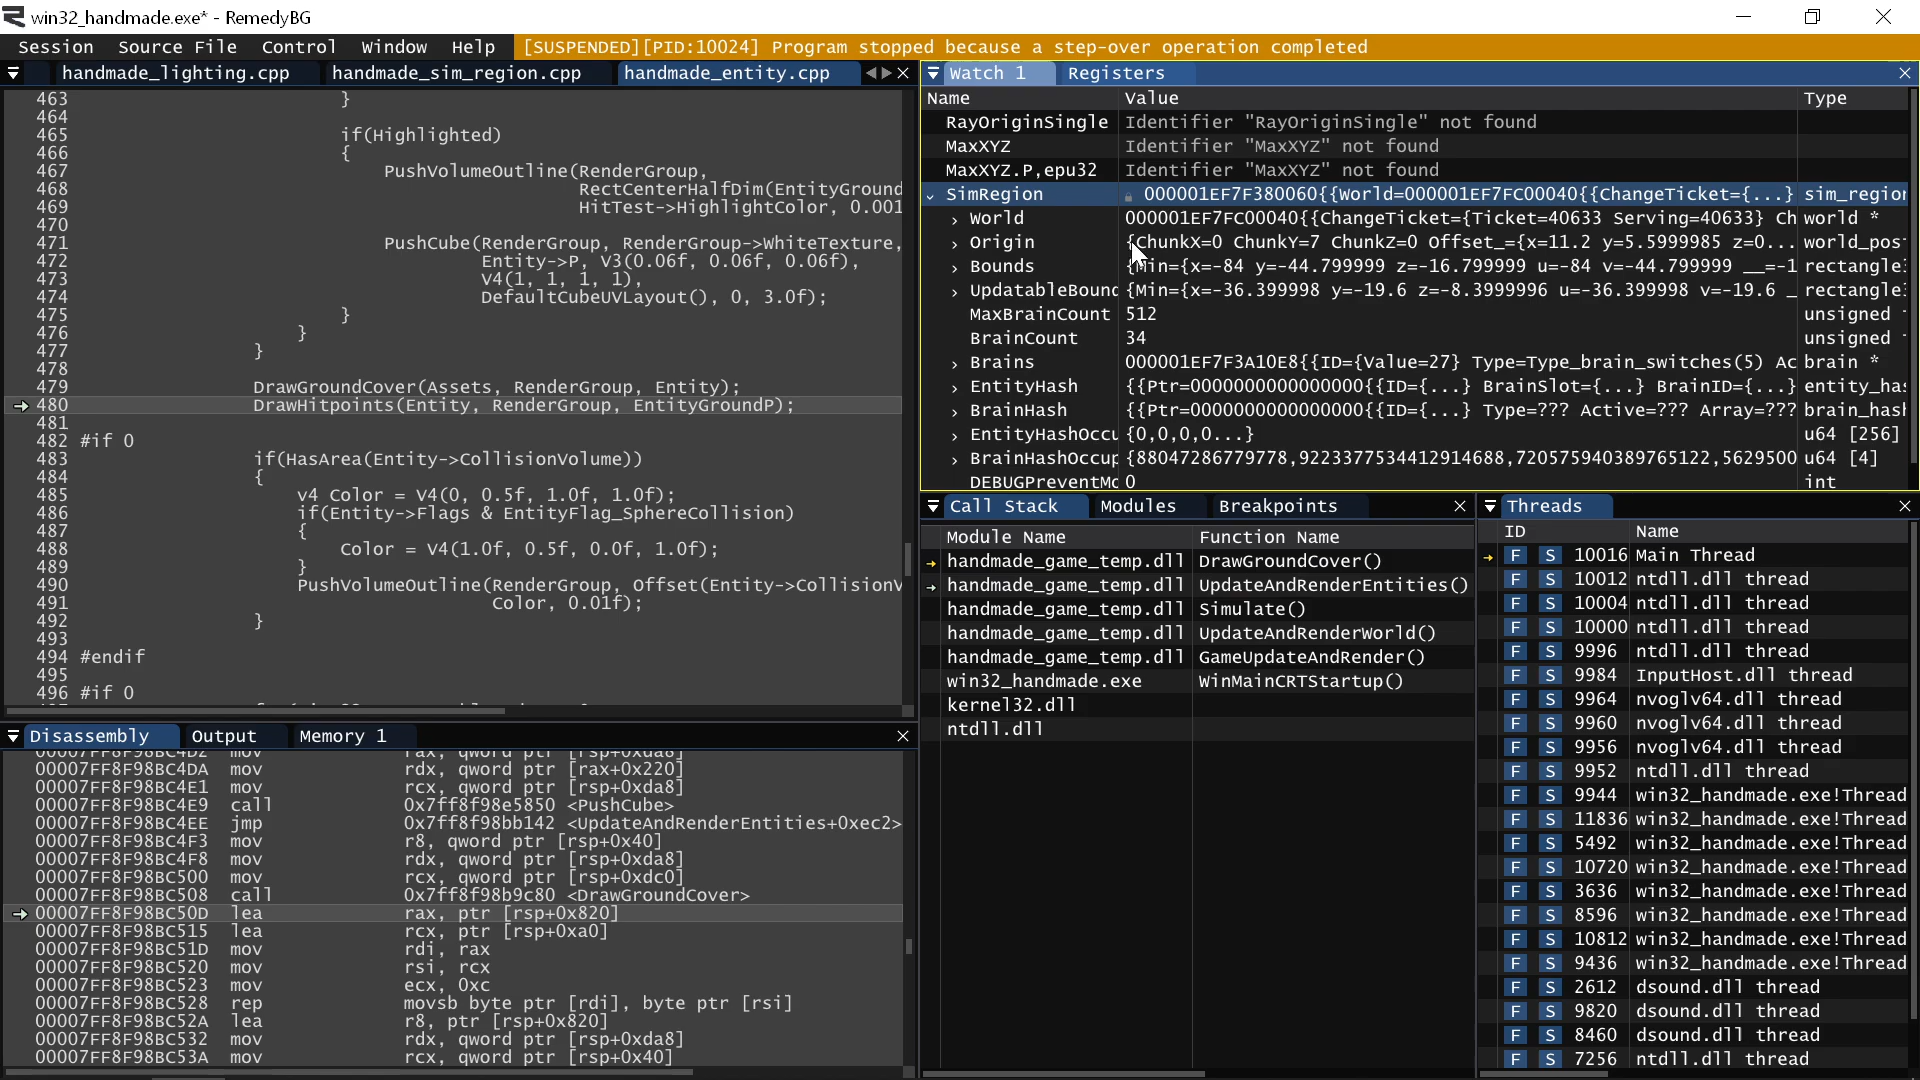 win32_handmade.exe* - RemedyBG
Session Source File Control Window Help [SUSPENDED][PID:10024] Program stopped because a step-over operation completed
handmade_lighting.cpp handmade_sim_region.cpp handmade_entity.cpp
463 }
464
465 if(Highlighted)
466 {
467 PushVolumeOutline(RenderGroup,
468 RectCenterHalfDim(EntityGround
469 HitTest->HighlightColor, 0.001
470
471 PushCube(RenderGroup, RenderGroup->WhiteTexture,
472 Entity->P, V3(0.06f, 0.06f, 0.06f),
473 V4(1, 1, 1, 1),
474 DefaultCubeUVLayout(), 0, 3.0f);
475 }
476 }
477 }
478
479 DrawGroundCover(Assets, RenderGroup, Entity);
480 DrawHitpoints(Entity, RenderGroup, EntityGroundP);
481
482 #if 0
483 if(HasArea(Entity->CollisionVolume))
484 {
485 v4 Color = V4(0, 0.5f, 1.0f, 1.0f);
486 if(Entity->Flags & EntityFlag_SphereCollision)
487 {
488 Color = V4(1.0f, 0.5f, 0.0f, 1.0f);
489 }
490 PushVolumeOutline(RenderGroup, Offset(Entity->CollisionV
491 Color, 0.01f);
492 }
493
494 #endif
495
496 #if 0
Watch 1 Registers
Name Value Type
RayOriginSingle Identifier "RayOriginSingle" not found
MaxXYZ Identifier "MaxXYZ" not found
MaxXYZ.P,epu32 Identifier "MaxXYZ" not found
SimRegion 000001EF7F380060{{World=000001EF7FC00040{{ChangeTicket={...} sim_region
World 000001EF7FC00040{{ChangeTicket={Ticket=40633 Serving=40633} Ch world *
Origin {ChunkX=0 ChunkY=7 ChunkZ=0 Offset_={x=11.2 y=5.5999985 z=0... world_pos
Bounds {Min={x=-84 y=-44.799999 z=-16.799999 u=-84 v=-44.799999 __=-1 rectangle
UpdatableBound {Min={x=-36.399998 y=-19.6 z=-8.3999996 u=-36.399998 v=-19.6 _ rectangle
MaxBrainCount 512 unsigned
BrainCount 34 unsigned
Brains 000001EF7F3A10E8{{ID={Value=27} Type=Type_brain_switches(5) Ac brain *
EntityHash {{Ptr=0000000000000000{{ID={...} BrainSlot={...} BrainID={...} entity_has
BrainHash {{Ptr=0000000000000000{{ID={...} Type=??? Active=??? Array=??? brain_hash
EntityHashOccu {0,0,0,0...} u64 [256]
BrainHashOccup {88047286779778,9223377534412914688,720575940389765122,5629500 u64 [4]
DEBUGPreventMo 0 int
Call Stack Modules Breakpoints
Module Name Function Name
handmade_game_temp.dll DrawGroundCover()
handmade_game_temp.dll UpdateAndRenderEntities()
handmade_game_temp.dll Simulate()
handmade_game_temp.dll UpdateAndRenderWorld()
handmade_game_temp.dll GameUpdateAndRender()
win32_handmade.exe WinMainCRTStartup()
kernel32.dll
ntdll.dll
Threads
ID Name
F S 10016 Main Thread
F S 10012 ntdll.dll thread
F S 10004 ntdll.dll thread
F S 10000 ntdll.dll thread
F S 9996 ntdll.dll thread
F S 9984 InputHost.dll thread
F S 9964 nvoglv64.dll thread
F S 9960 nvoglv64.dll thread
F S 9956 nvoglv64.dll thread
F S 9952 ntdll.dll thread
F S 9944 win32_handmade.exe!Thread
F S 11836 win32_handmade.exe!Thread
F S 5492 win32_handmade.exe!Thread
F S 10720 win32_handmade.exe!Thread
F S 3636 win32_handmade.exe!Thread
F S 8596 win32_handmade.exe!Thread
F S 10812 win32_handmade.exe!Thread
F S 9436 win32_handmade.exe!Thread
F S 2612 dsound.dll thread
F S 9820 dsound.dll thread
F S 8460 dsound.dll thread
F S 7256 ntdll.dll thread
Disassembly Output Memory 1
00007FF8F98BC4D2 mov rax, qword ptr [rsp+0xda8]
00007FF8F98BC4DA mov rdx, qword ptr [rax+0x220]
00007FF8F98BC4E1 mov rcx, qword ptr [rsp+0xda8]
00007FF8F98BC4E9 call 0x7ff8f98e5850 <PushCube>
00007FF8F98BC4EE jmp 0x7ff8f98bb142 <UpdateAndRenderEntities+0xec2>
00007FF8F98BC4F3 mov r8, qword ptr [rsp+0x40]
00007FF8F98BC4F8 mov rdx, qword ptr [rsp+0xda8]
00007FF8F98BC500 mov rcx, qword ptr [rsp+0xdc0]
00007FF8F98BC508 call 0x7ff8f98b9c80 <DrawGroundCover>
00007FF8F98BC50D lea rax, ptr [rsp+0x820]
00007FF8F98BC515 lea rcx, ptr [rsp+0xa0]
00007FF8F98BC51D mov rdi, rax
00007FF8F98BC520 mov rsi, rcx
00007FF8F98BC523 mov ecx, 0xc
00007FF8F98BC528 rep movsb byte ptr [rdi], byte ptr [rsi]
00007FF8F98BC52A lea r8, ptr [rsp+0x820]
00007FF8F98BC532 mov rdx, qword ptr [rsp+0xda8]
00007FF8F98BC53A mov rcx, qword ptr [rsp+0x40]